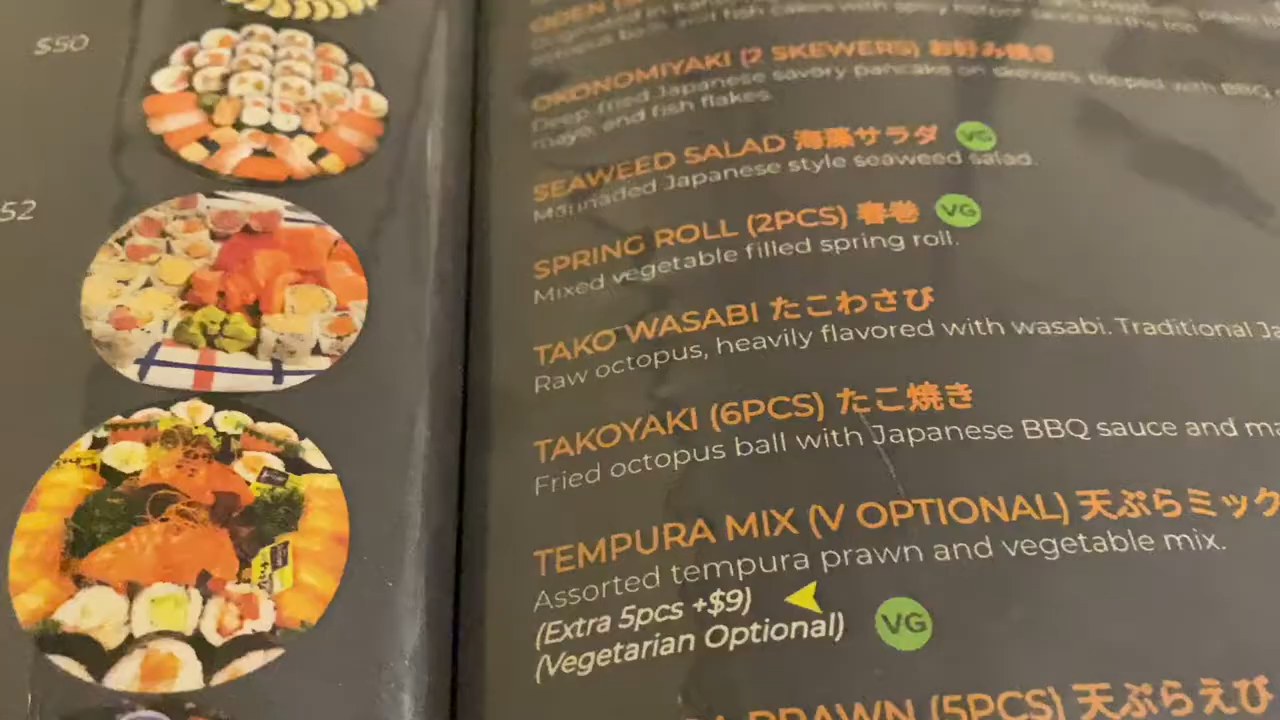 $50
52
OKONOMIYAKI (2 SKEWERS) お好み焼き
Deep fried Japanese savory pancake on skewers topped with BBQ
mayo, and fish flakes.
SEAWEED SALAD 海藻サラダ VG
Marinaded Japanese style seaweed salad.
SPRING ROLL (2PCS) 春巻 VG
Mixed vegetable filled spring roll.
TAKO WASABI たこわさび
Raw octopus, heavily flavored with wasabi. Traditional
TAKOYAKI (6PCS) たこ焼き
Fried octopus ball with Japanese BBQ sauce and
TEMPURA MIX (V OPTIONAL) 天ぷらミック
Assorted tempura prawn and vegetable mix.
(Extra 5pcs +$9)
(Vegetarian Optional) VG
PRAWN (5PCS) 天ぷらえび